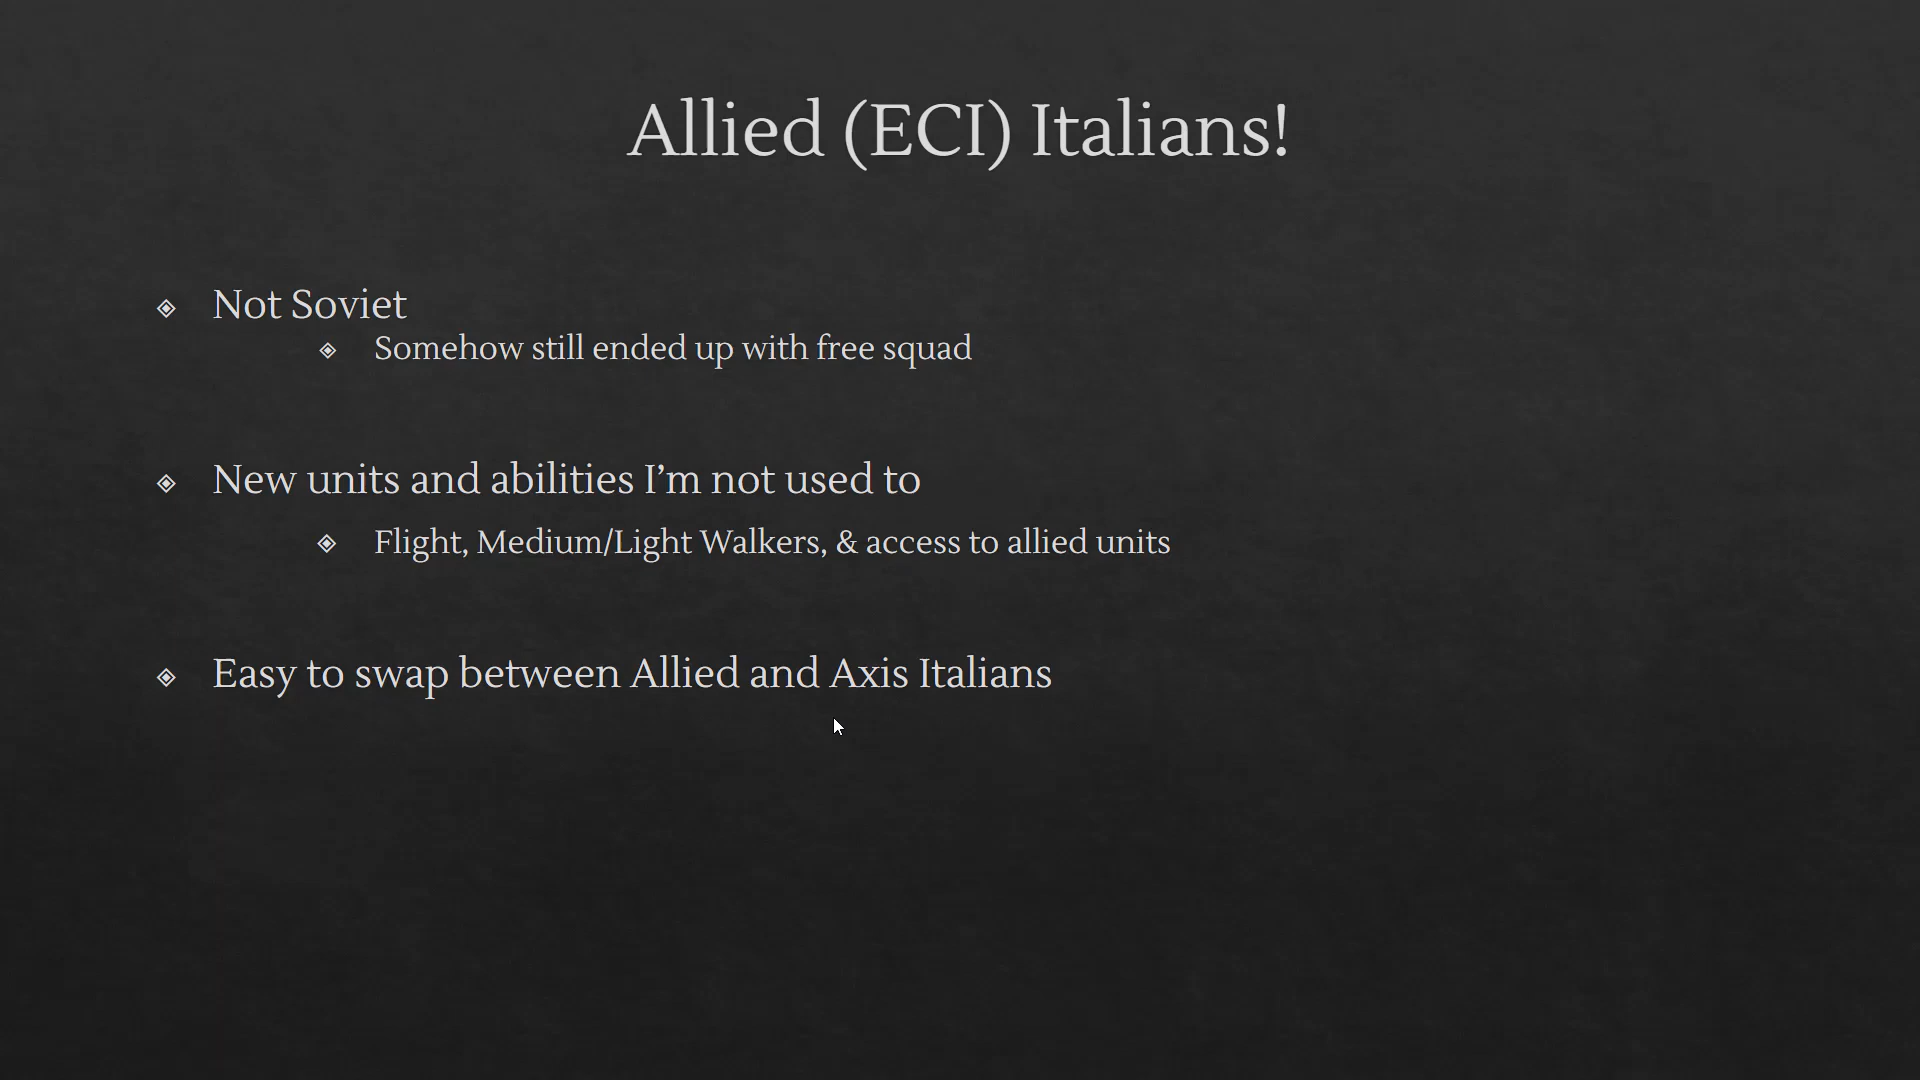 Allied (ECI) Italians!
Not Soviet
Somehow still ended up with free squad
New units and abilities I’m not used to
Flight, Medium/Light Walkers, & access to allied units
Easy to swap between Allied and Axis Italians